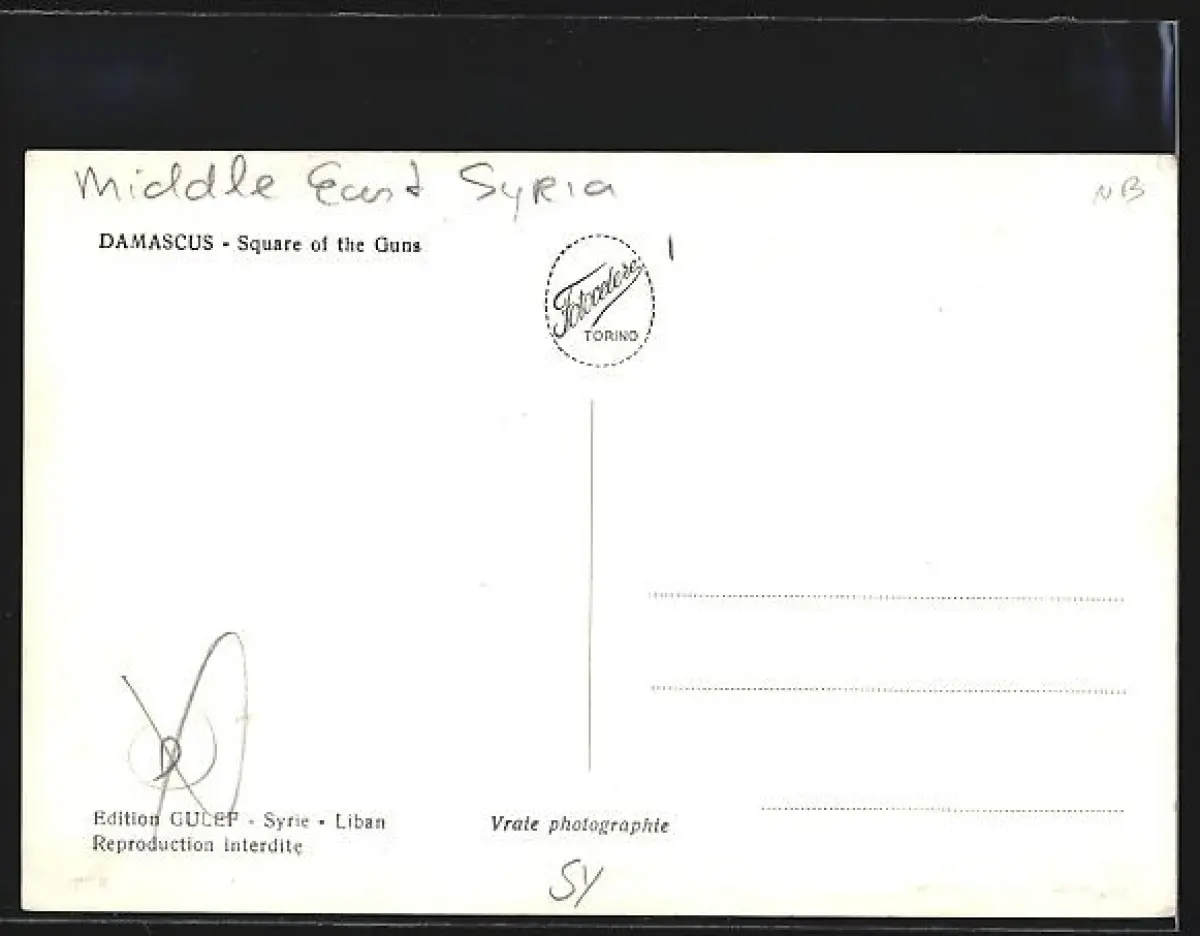 Middle East Syria
NB
DAMASCUS - Square of the Guns
Fotocelere
TORINO
Edition GULEF - Syrie - Liban
Reproduction Interdite
Vraie photographie
SY